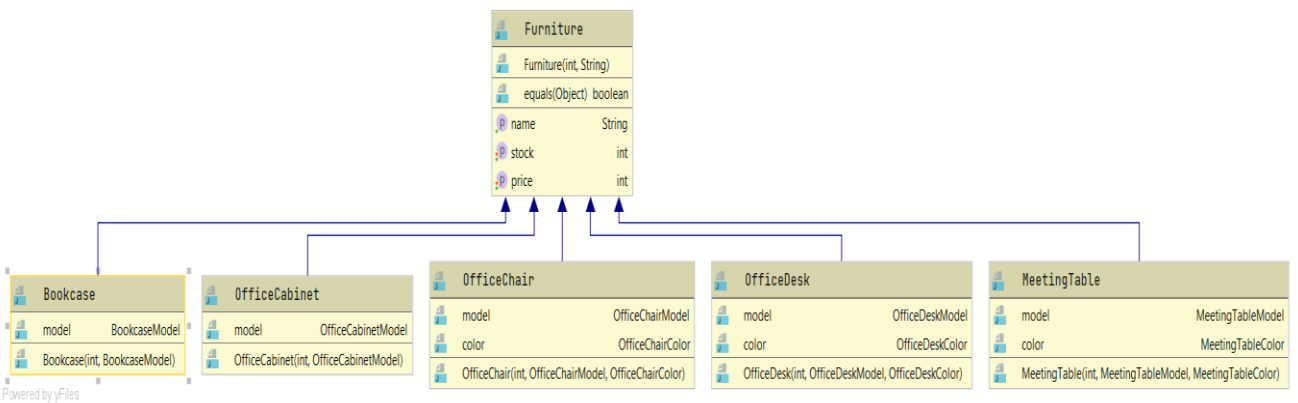 Furniture
Furniture(int, String)
equals(Object) boolean
name String
stock int
price int
Bookcase
model BookcaseModel
Bookcase(int, BookcaseModel)
OfficeCabinet
model OfficeCabinetModel
OfficeCabinet(int, OfficeCabinetModel)
OfficeChair
model OfficeChairModel
color OfficeChairColor
OfficeChair(int, OfficeChairModel, OfficeChairColor)
OfficeDesk
model OfficeDeskModel
color OfficeDeskColor
OfficeDesk(int, OfficeDeskModel, OfficeDeskColor)
MeetingTable
model MeetingTableModel
color MeetingTableColor
MeetingTable(int, MeetingTableModel, MeetingTableColor)
Powered by yFiles